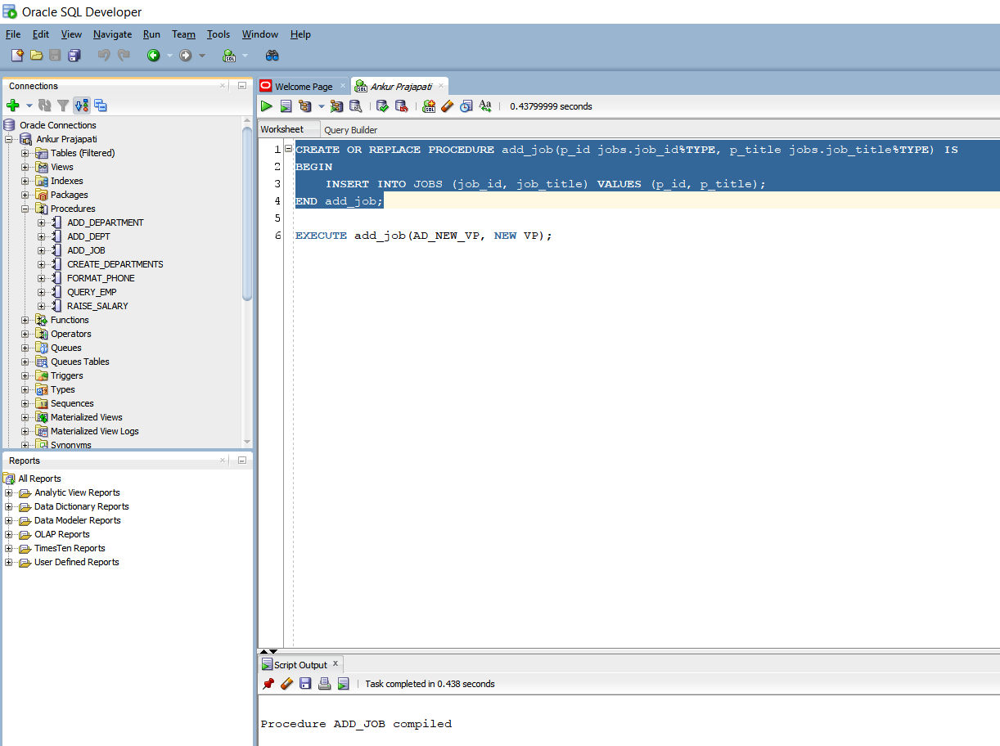 Oracle SQL Developer
File Edit View Navigate Run Team Tools Window Help
Connections
Oracle Connections
Ankur Prajapati
Tables (Filtered)
Views
Indexes
Packages
Procedures
ADD_DEPARTMENT
ADD_DEPT
ADD_JOB
CREATE_DEPARTMENTS
FORMAT_PHONE
QUERY_EMP
RAISE_SALARY
Functions
Operators
Queues
Queues Tables
Triggers
Types
Sequences
Materialized Views
Materialized View Logs
Synonyms
Reports
All Reports
Analytic View Reports
Data Dictionary Reports
Data Modeler Reports
OLAP Reports
TimesTen Reports
User Defined Reports
Welcome Page Ankur Prajapati
0.43799999 seconds
Worksheet Query Builder
1 CREATE OR REPLACE PROCEDURE add_job(p_id jobs.job_id%TYPE, p_title jobs.job_title%TYPE) IS
2 BEGIN
3 INSERT INTO JOBS (job_id, job_title) VALUES (p_id, p_title);
4 END add_job;
5
6 EXECUTE add_job(AD_NEW_VP, NEW VP);
Script Output
Task completed in 0.438 seconds
Procedure ADD_JOB compiled